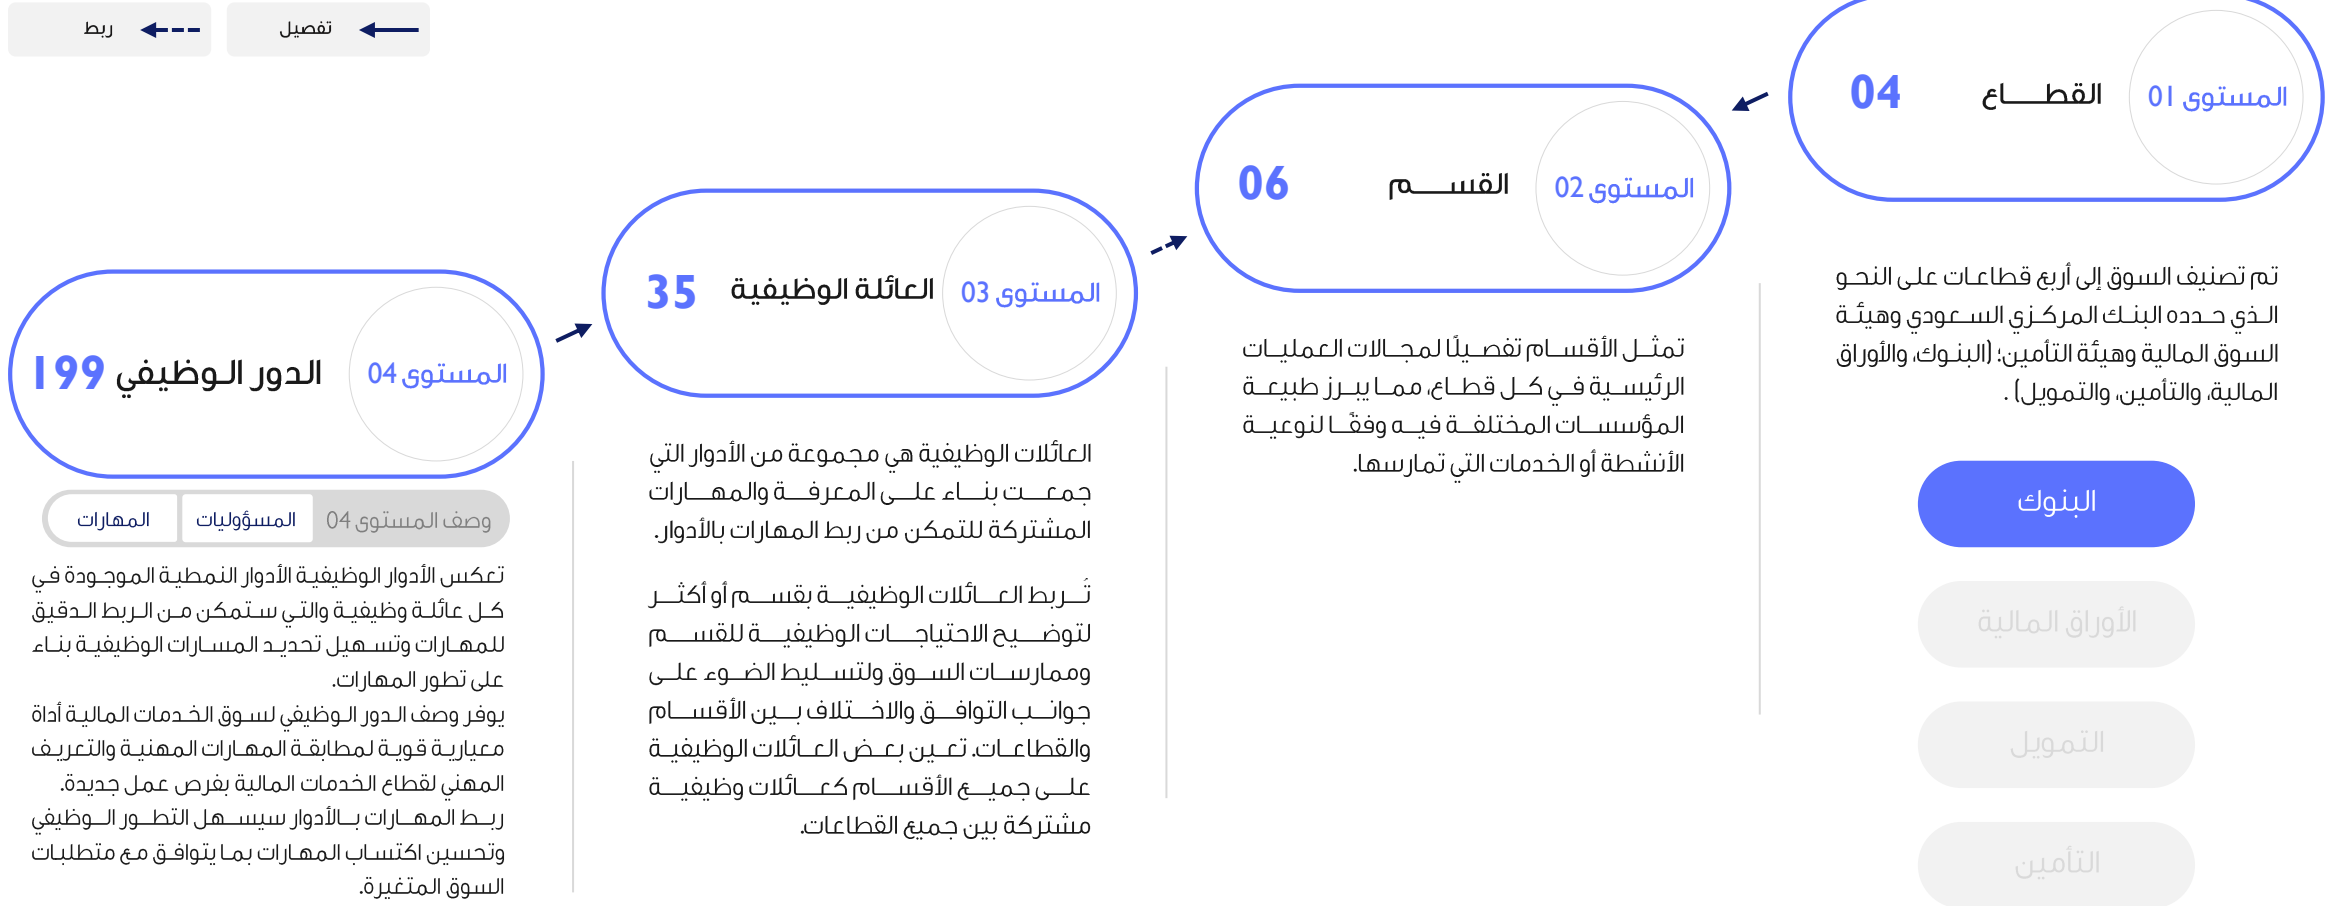 تفصيل
ربط
المستوى 01
القطاع
04
تم تصنيف السوق إلى أربع قطاعات على النحو
الذي حدده البنك المركزي السعودي وهيئة
السوق المالية وهيئة التأمين؛ (البنوك، والأوراق
المالية، والتأمين، والتمويل) .
البنوك
الأوراق المالية
التمويل
التأمين
المستوى 02
القسم
06
تمثل الأقسام تفصيلًا لمجالات العمليات
الرئيسية في كل قطاع، مما يبرز طبيعة
المؤسسات المختلفة فيه وفقًا لنوعية
الأنشطة أو الخدمات التي تمارسها.
المستوى 03
العائلة الوظيفية
35
العائلات الوظيفية هي مجموعة من الأدوار التي
جمعت بناء على المعرفة والمهارات
المشتركة للتمكن من ربط المهارات بالأدوار.
تُربط العائلات الوظيفية بقسم أو أكثر
لتوضيح الاحتياجات الوظيفية للقسم
وممارسات السوق ولتسليط الضوء على
جوانب التوافق والاختلاف بين الأقسام
والقطاعات. تعين بعض العائلات الوظيفية
على جميع الأقسام كعائلات وظيفية
مشتركة بين جميع القطاعات.
المستوى 04
الدور الوظيفي
199
وصف المستوى 04
المسؤوليات
المهارات
تعكس الأدوار الوظيفية الأدوار النمطية الموجودة في
كل عائلة وظيفية والتي ستمكن من الربط الدقيق
للمهارات وتسهيل تحديد المسارات الوظيفية بناء
على تطور المهارات.
يوفر وصف الدور الوظيفي لسوق الخدمات المالية أداة
معيارية قوية لمطابقة المهارات المهنية والتعريف
المهني لقطاع الخدمات المالية بفرص عمل جديدة.
ربط المهارات بالأدوار سيسهل التطور الوظيفي
وتحسين اكتساب المهارات بما يتوافق مع متطلبات
السوق المتغيرة.